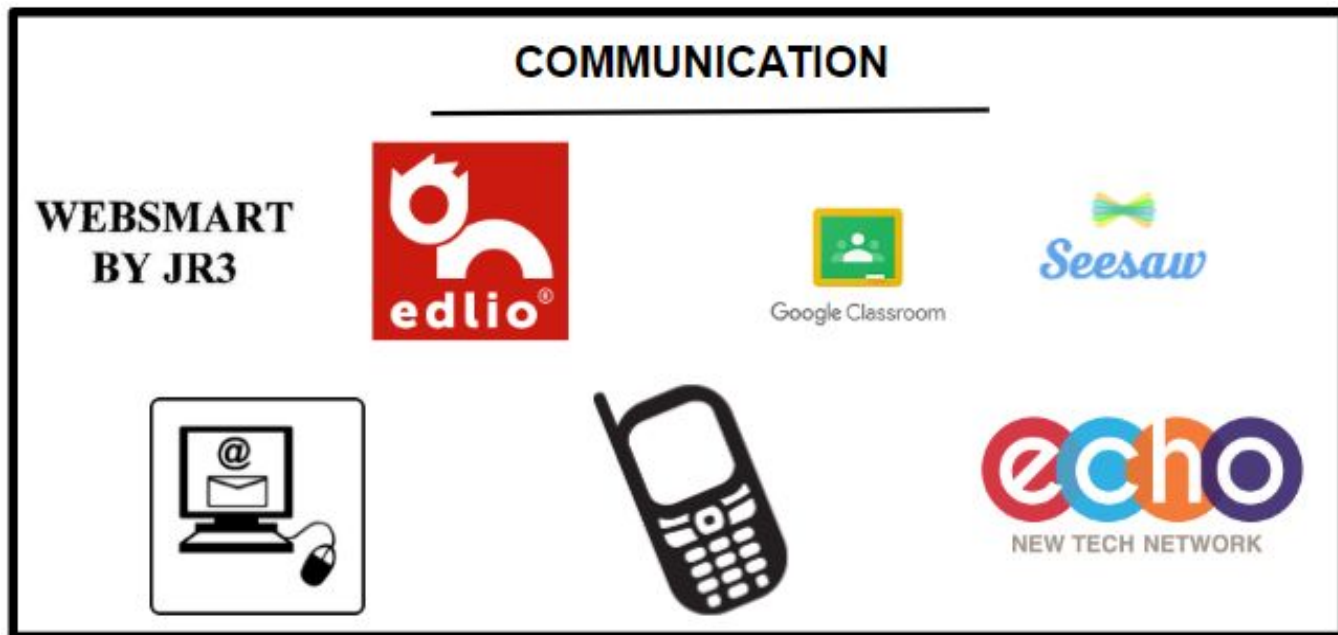 COMMUNICATION
WEBSMART
BY JR3
edlio®
Google Classroom
Seesaw
@
echo
NEW TECH NETWORK